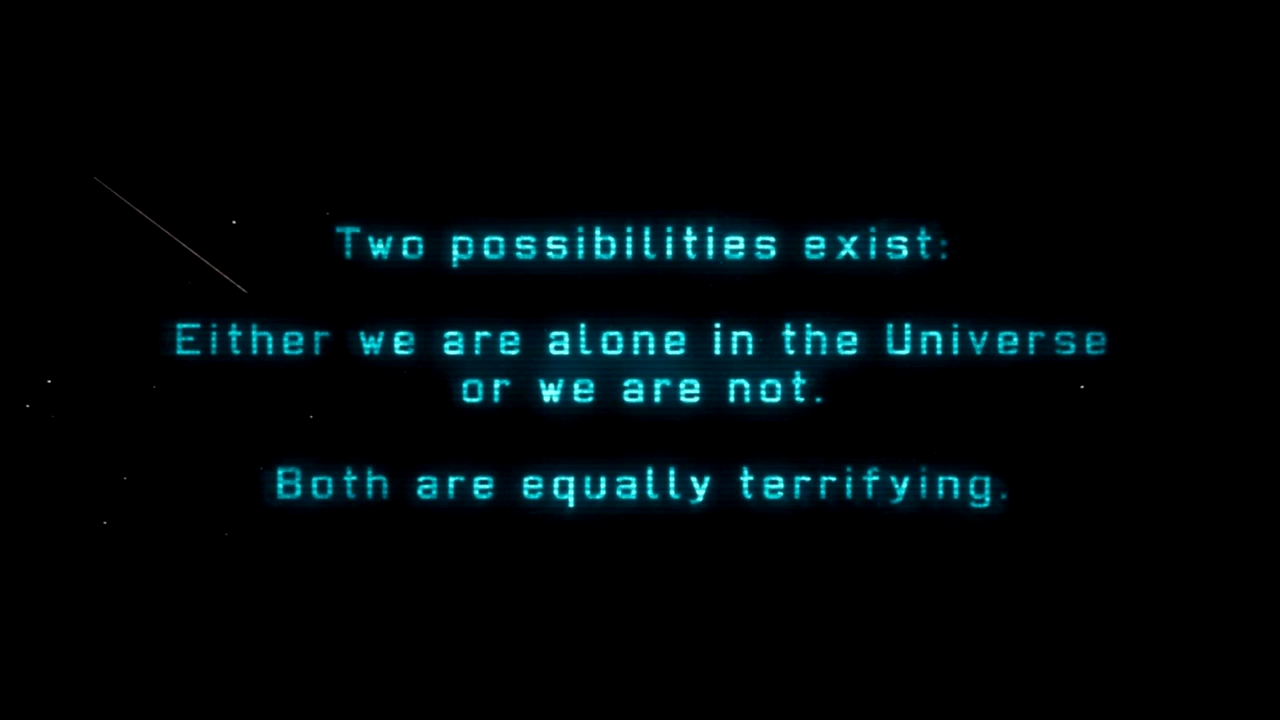 Two possibilities exist:
Either we are alone in the Universe
or we are not.
Both are equally terrifying.